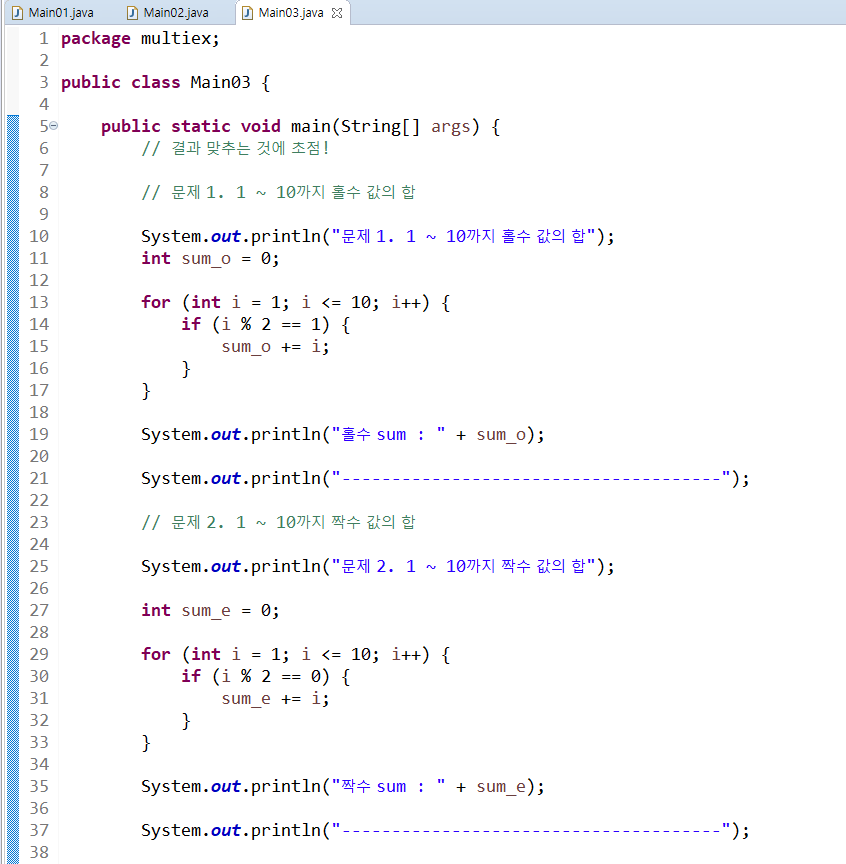 Main01.java Main02.java Main03.java
1 package multiex;
2
3 public class Main03 {
4
5 public static void main(String[] args) {
6 // 결과 맞추는 것에 초점!
7
8 // 문제 1. 1 ~ 10까지 홀수 값의 합
9
10 System.out.println("문제 1. 1 ~ 10까지 홀수 값의 합");
11 int sum_o = 0;
12
13 for (int i = 1; i <= 10; i++) {
14 if (i % 2 == 1) {
15 sum_o += i;
16 }
17 }
18
19 System.out.println("홀수 sum : " + sum_o);
20
21 System.out.println("--------------------------------------");
22
23 // 문제 2. 1 ~ 10까지 짝수 값의 합
24
25 System.out.println("문제 2. 1 ~ 10까지 짝수 값의 합");
26
27 int sum_e = 0;
28
29 for (int i = 1; i <= 10; i++) {
30 if (i % 2 == 0) {
31 sum_e += i;
32 }
33 }
34
35 System.out.println("짝수 sum : " + sum_e);
36
37 System.out.println("--------------------------------------");
38